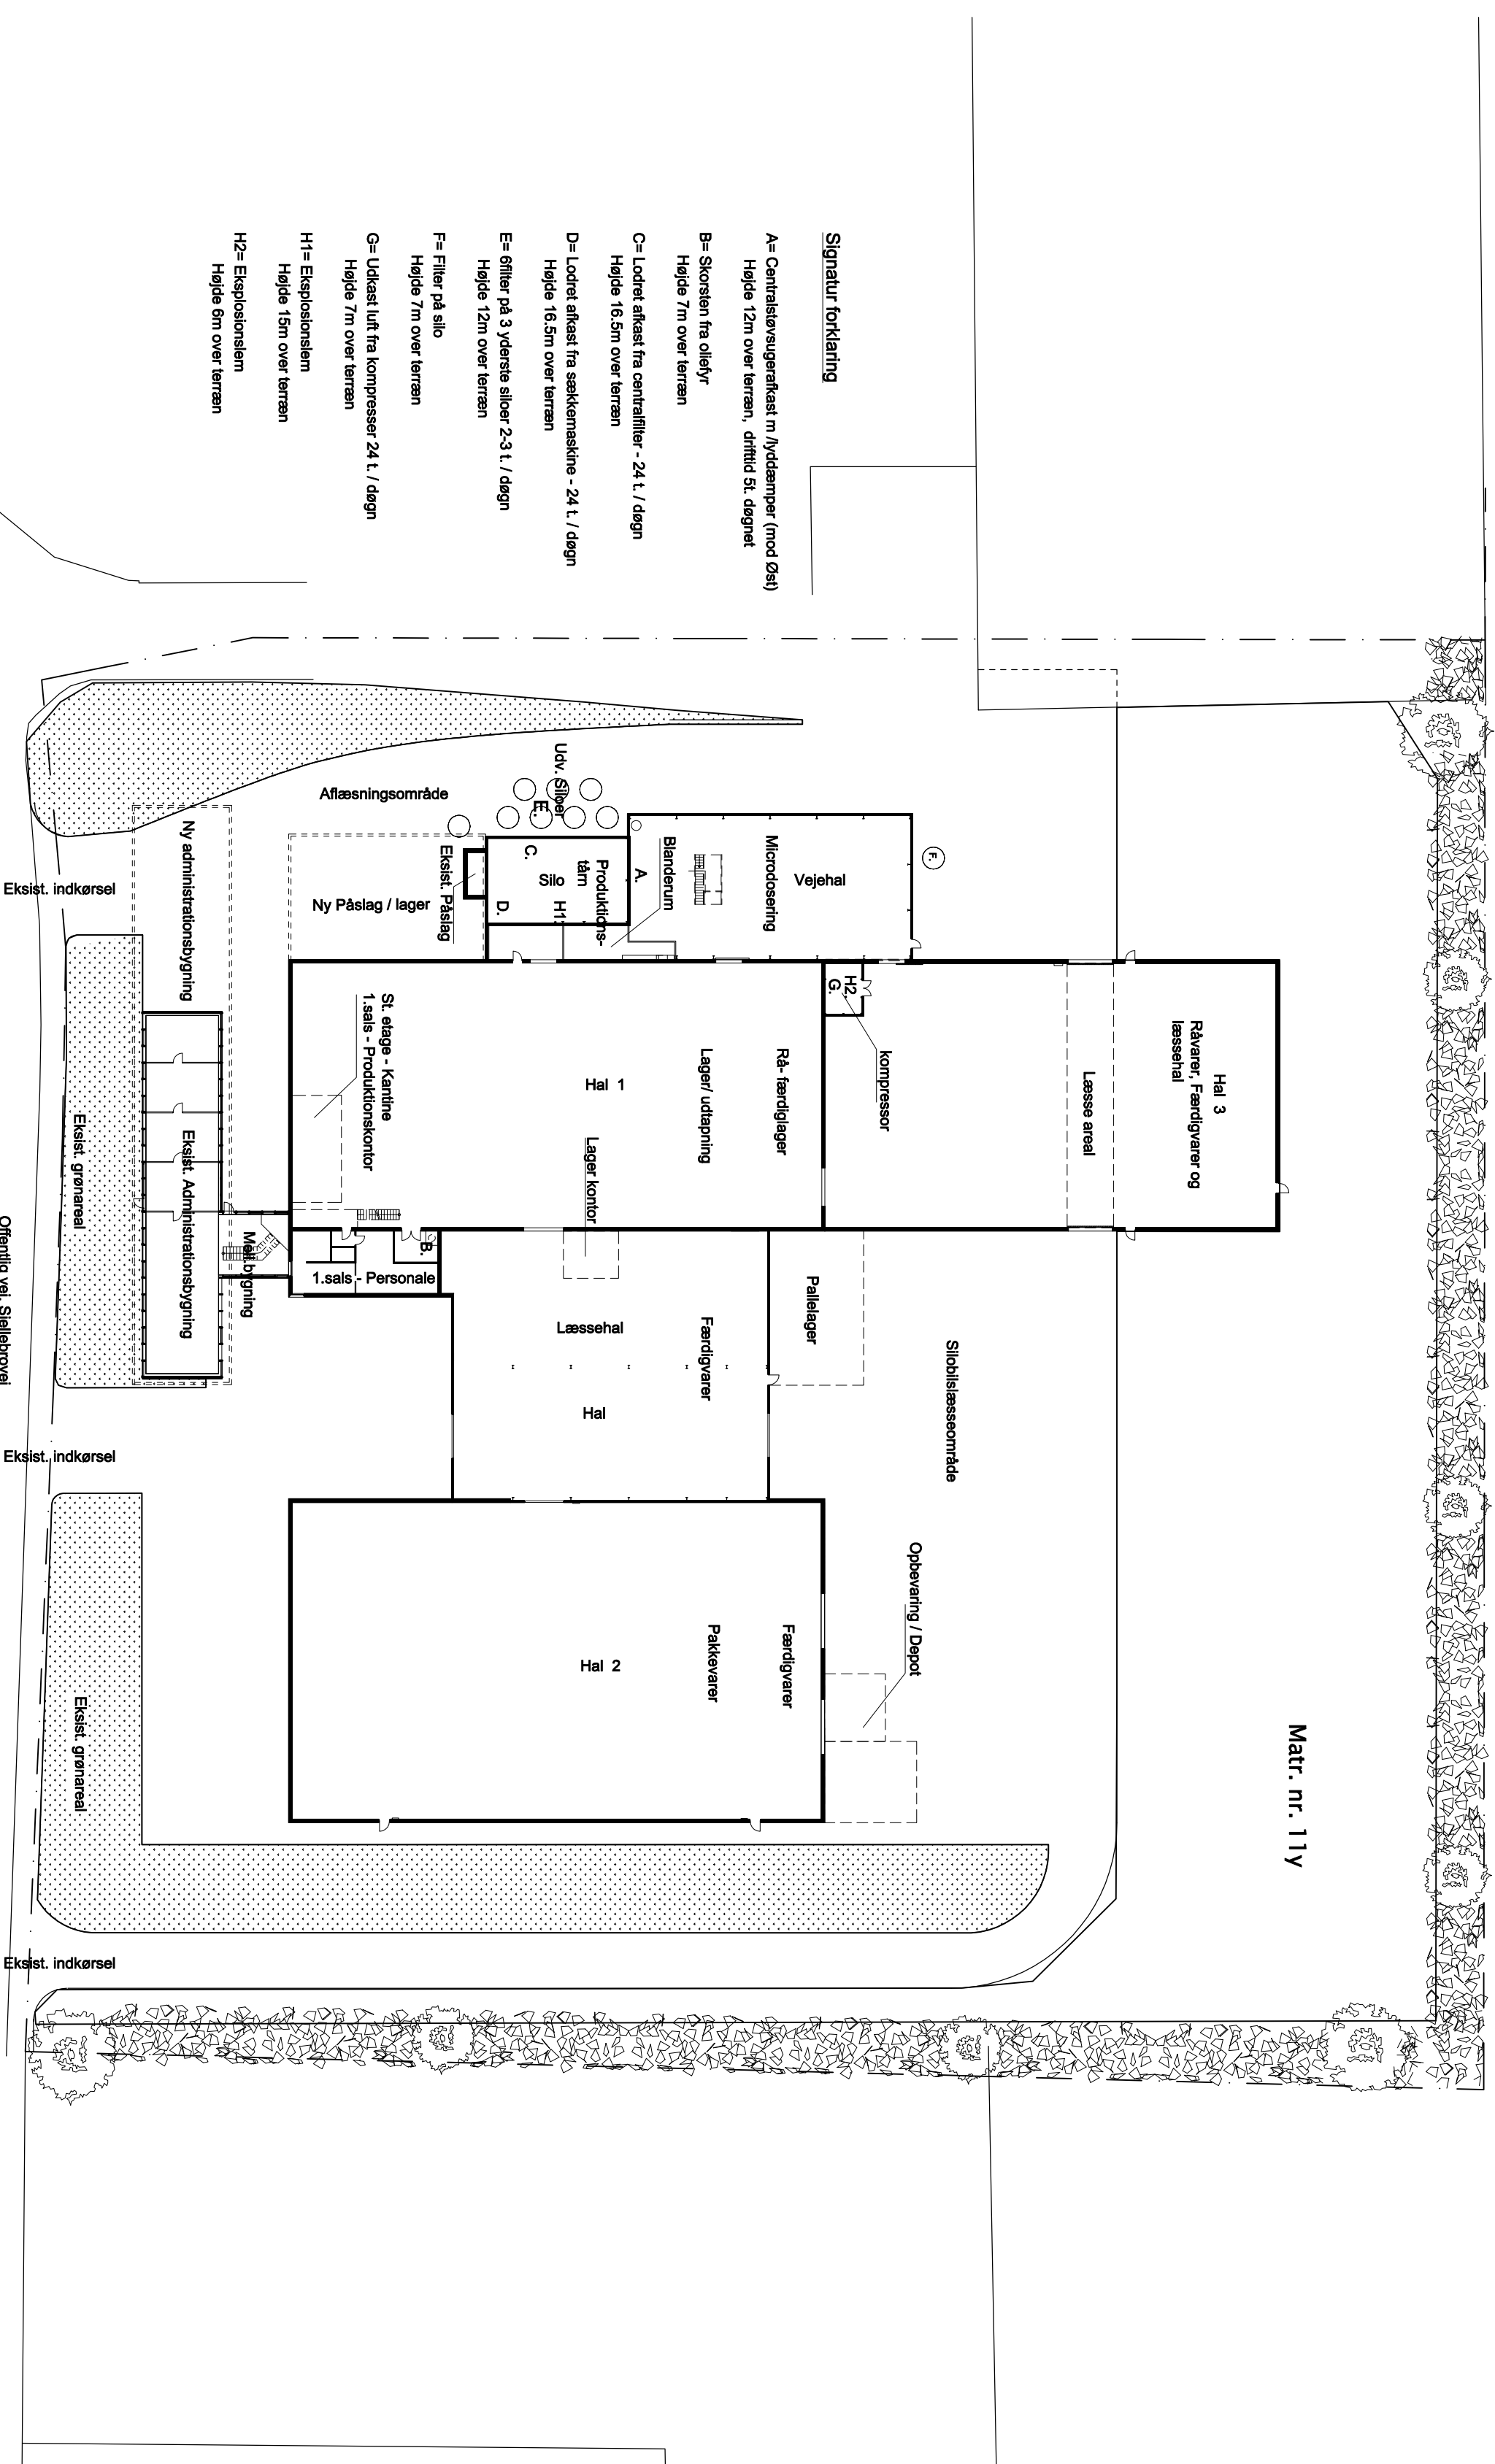 Signatur forklaring
A= Centralstøvsugerafkast m /lyddæmper (mod Øst)
Højde 12m over terræn, drifttid 5t. døgnet
B= Skorsten fra oliefyr
Højde 7m over terræn
C= Lodret afkast fra centralfilter - 24 t. / døgn
Højde 16.5m over terræn
D= Lodret afkast fra sækkemaskine - 24 t. / døgn
Højde 16.5m over terræn
E= 6filter på 3 yderste siloer 2-3 t. / døgn
Højde 12m over terræn
F= Filter på silo
Højde 7m over terræn
G= Udkast luft fra kompresser 24 t. / døgn
Højde 7m over terræn
H1= Eksplosionslem
Højde 15m over terræn
H2= Eksplosionslem
Højde 6m over terræn
Matr. nr. 11y
Hal 3
Råvarer, Færdigvarer og
læssehal
Læsse areal
kompressor
H2.
G.
F.
Vejehal
Microdosering
Blanderum
A.
Produktions-
tårn
Silo
C.
D.
H1.
Udv. Siloer
E.
Aflæsningsområde
Eksist. Påslag
Ny Påslag / lager
Rå- færdiglager
Lager/ udtapning
Hal 1
Lager kontor
St. etage - Kantine
1.sals - Produktionskontor
B.
1.sals - Personale
Mell.bygning
Pallelager
Silobilslæsseområde
Færdigvarer
Læssehal
Hal
Opbevaring / Depot
Færdigvarer
Pakkevarer
Hal 2
Ny administrationsbygning
Eksist. Administrationsbygning
Eksist. grønareal
Eksist. grønareal
Eksist. indkørsel
Eksist. indkørsel
Eksist. indkørsel
Offentlig vej. Sjellebrovej